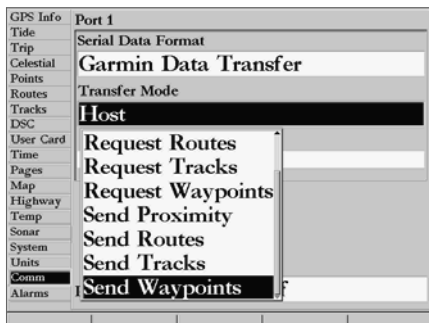 GPS Info
Tide
Trip
Celestial
Points
Routes
Tracks
DSC
User Card
Time
Pages
Map
Highway
Temp
Sonar
System
Units
Comm
Alarms
Port 1
Serial Data Format
Garmin Data Transfer
Transfer Mode
Host
Request Routes
Request Tracks
Request Waypoints
Send Proximity
Send Routes
Send Tracks
Send Waypoints